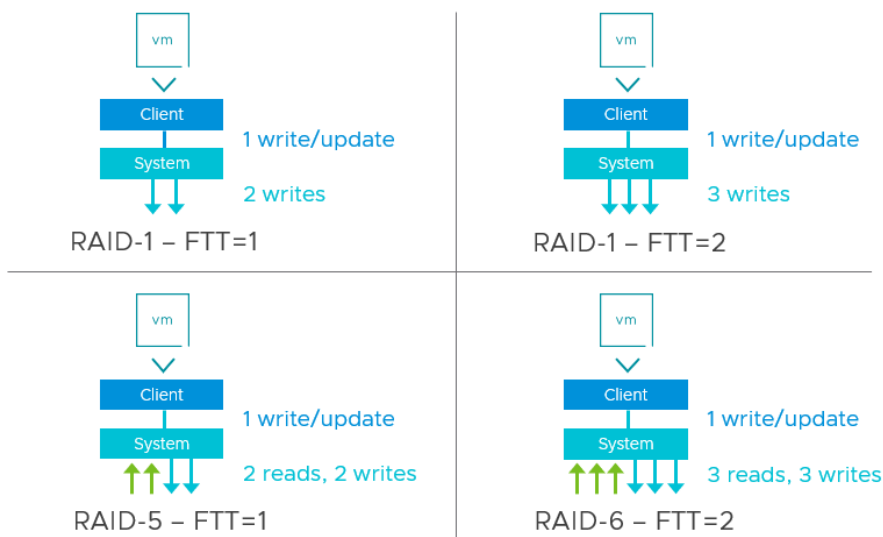 vm
Client
1 write/update
System
2 writes
RAID-1 – FTT=1
vm
Client
1 write/update
System
3 writes
RAID-1 – FTT=2
vm
Client
1 write/update
System
2 reads, 2 writes
RAID-5 – FTT=1
vm
Client
1 write/update
System
3 reads, 3 writes
RAID-6 – FTT=2